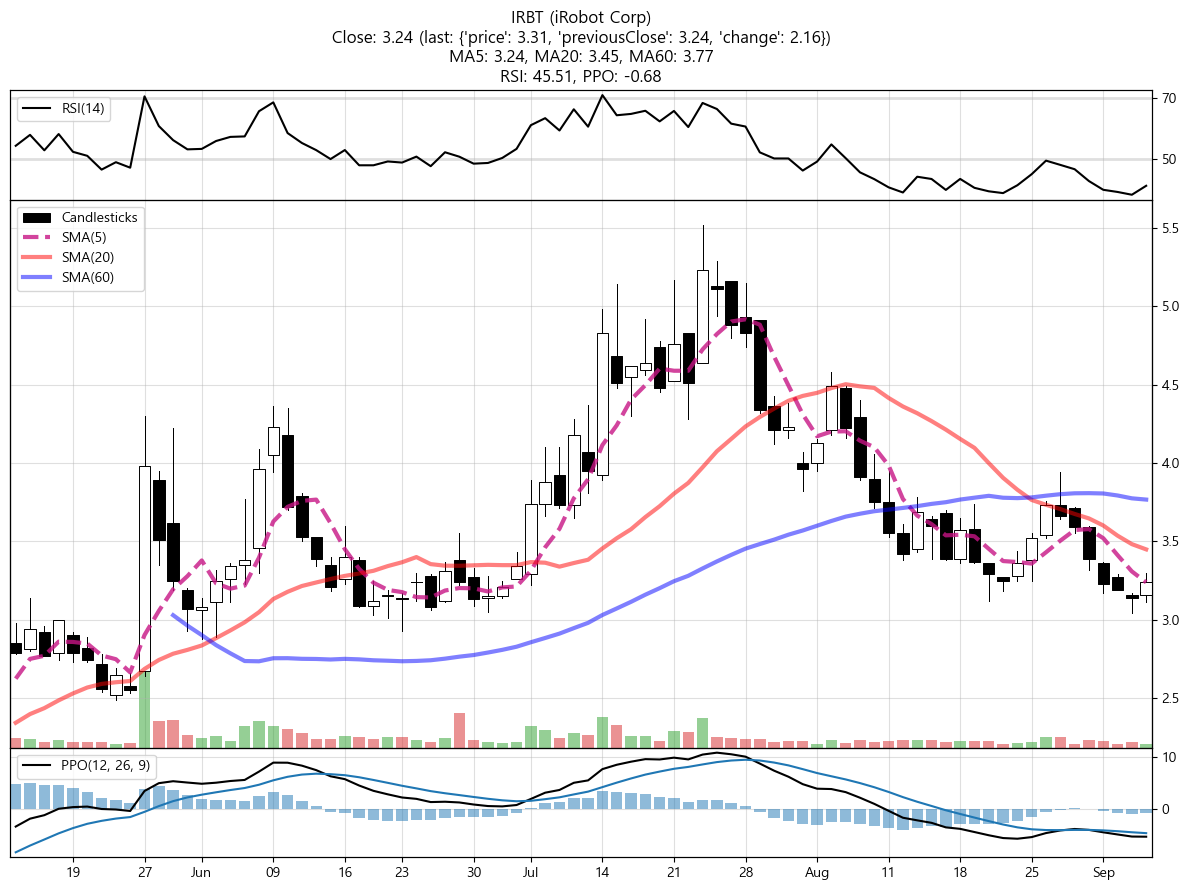 IRBT (iRobot Corp)
Close: 3.24 (last: {'price': 3.31, 'previousClose': 3.24, 'change': 2.16})
MA5: 3.24, MA20: 3.45, MA60: 3.77
RSI: 45.51, PPO: -0.68
RSI(14)
70
50
Candlesticks
SMA(5)
SMA(20)
SMA(60)
5.5
5.0
4.5
4.0
3.5
3.0
2.5
PPO(12, 26, 9)
10
0
19 27 Jun 09 16 23 Jul 14 21 28 Aug 11 18 25 Sep